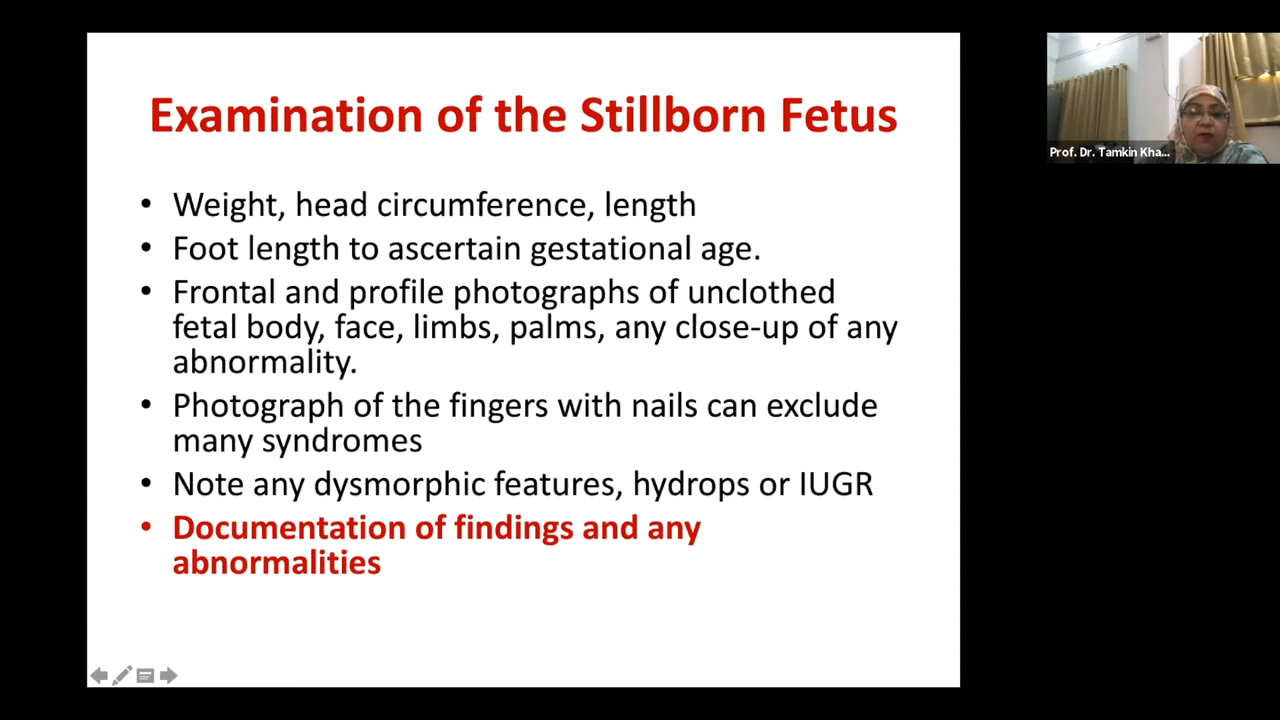 Examination of the Stillborn Fetus
• Weight, head circumference, length
• Foot length to ascertain gestational age.
• Frontal and profile photographs of unclothed
fetal body, face, limbs, palms, any close-up of any
abnormality.
• Photograph of the fingers with nails can exclude
many syndromes
• Note any dysmorphic features, hydrops or IUGR
• Documentation of findings and any
abnormalities
Prof. Dr. Tamkin Kha...